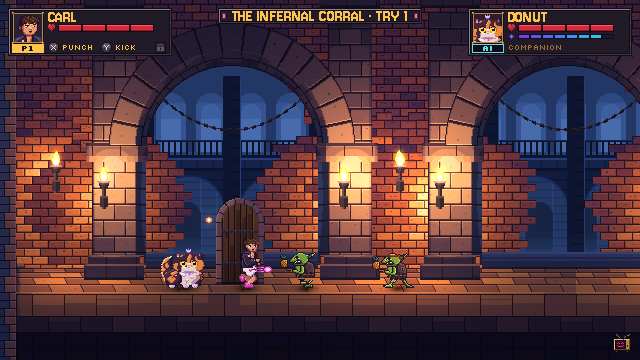 CARL
P1
X PUNCH Y KICK
THE INFERNAL CORRAL · TRY 1
DONUT
AI
COMPANION